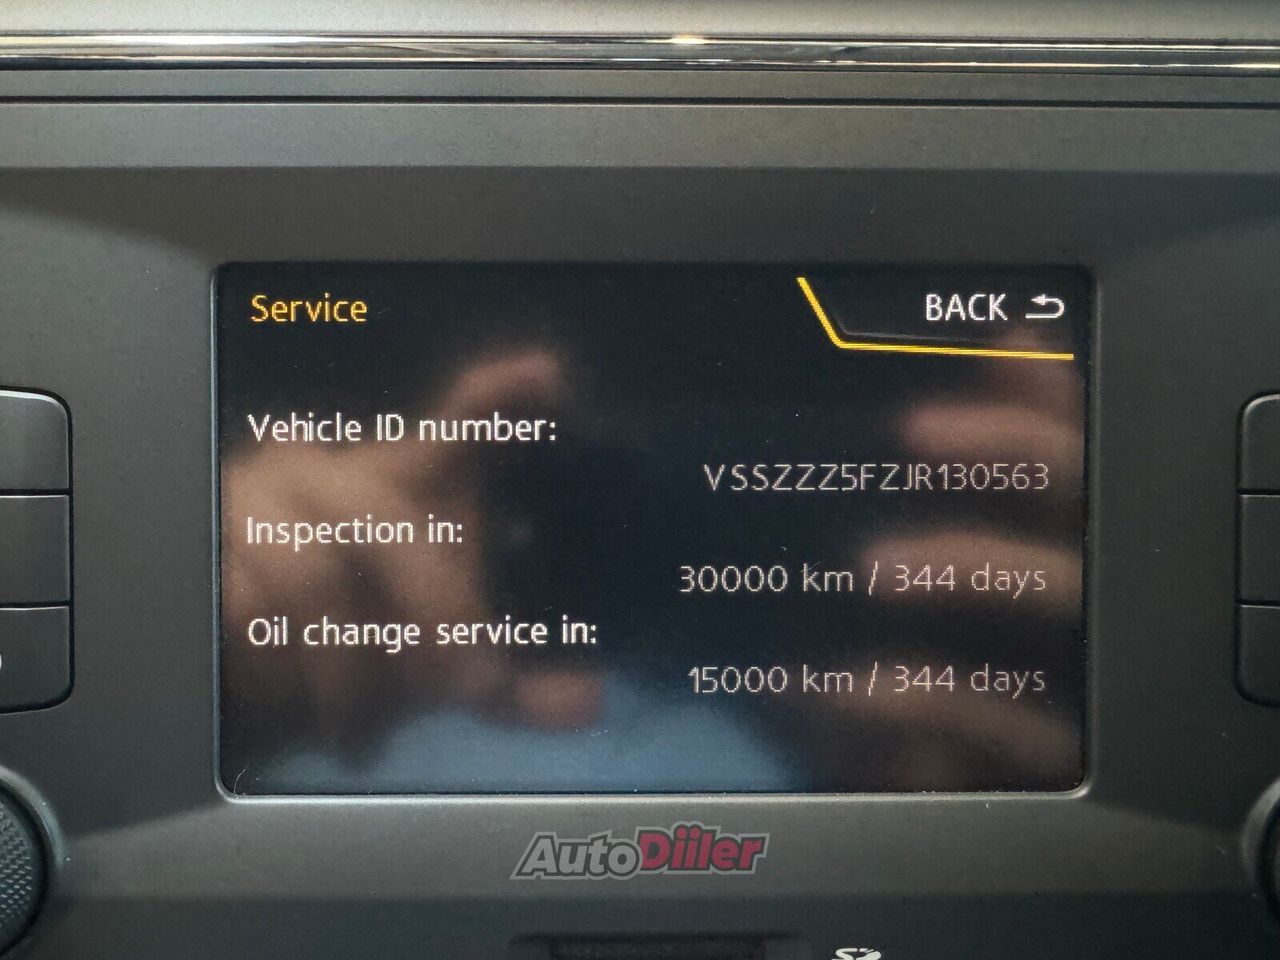 Service
BACK
Vehicle ID number:
VSSZZZ5FZJR130563
Inspection in:
30000 km / 344 days
Oil change service in:
15000 km / 344 days
AutoDiiler